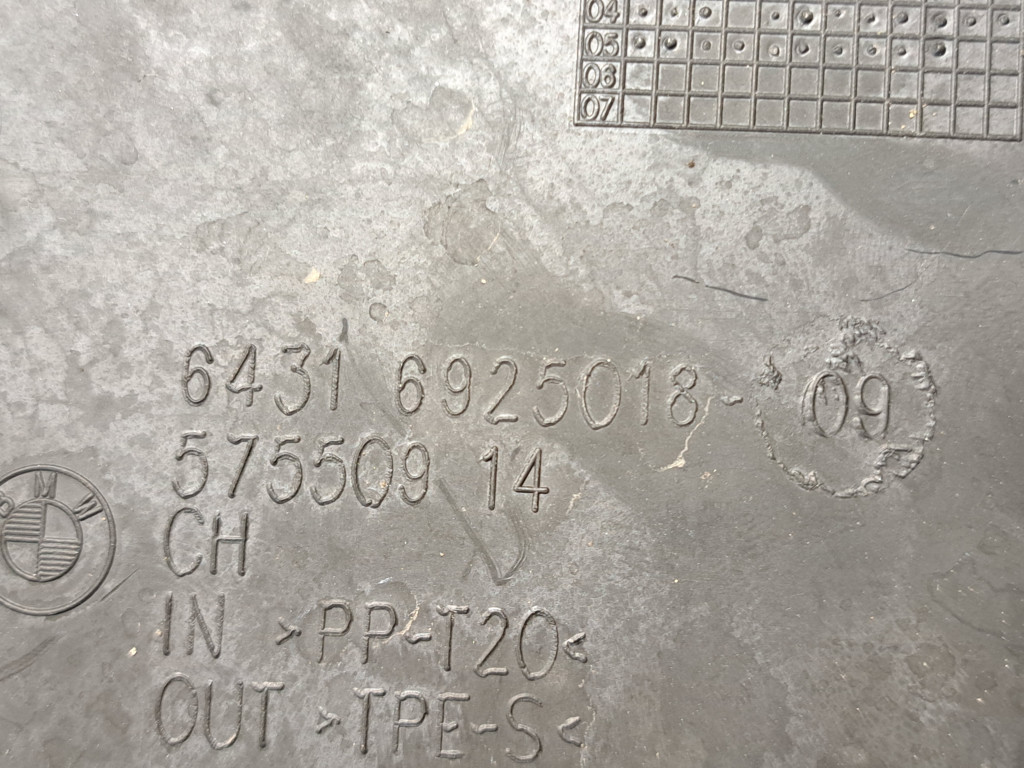 04
05
06
07
6431 6925018-09
575509 14
CH
BMW
IN >PP-T20<
OUT >TPE-S<